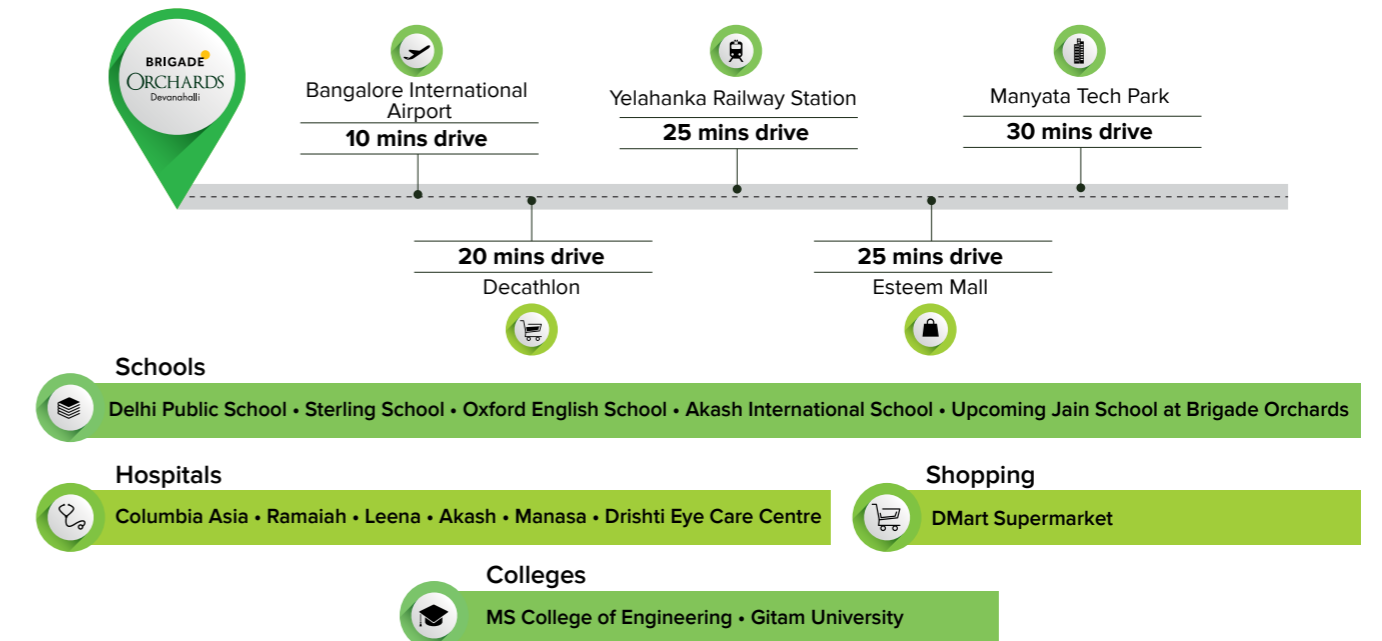 BRIGADE
ORCHARDS
Devanahalli
Bangalore International
Airport
10 mins drive
Yelahanka Railway Station
25 mins drive
Manyata Tech Park
30 mins drive
20 mins drive
Decathlon
25 mins drive
Esteem Mall
Schools
Delhi Public School • Sterling School • Oxford English School • Akash International School • Upcoming Jain School at Brigade Orchards
Hospitals
Columbia Asia • Ramaiah • Leena • Akash • Manasa • Drishti Eye Care Centre
Shopping
DMart Supermarket
Colleges
MS College of Engineering • Gitam University